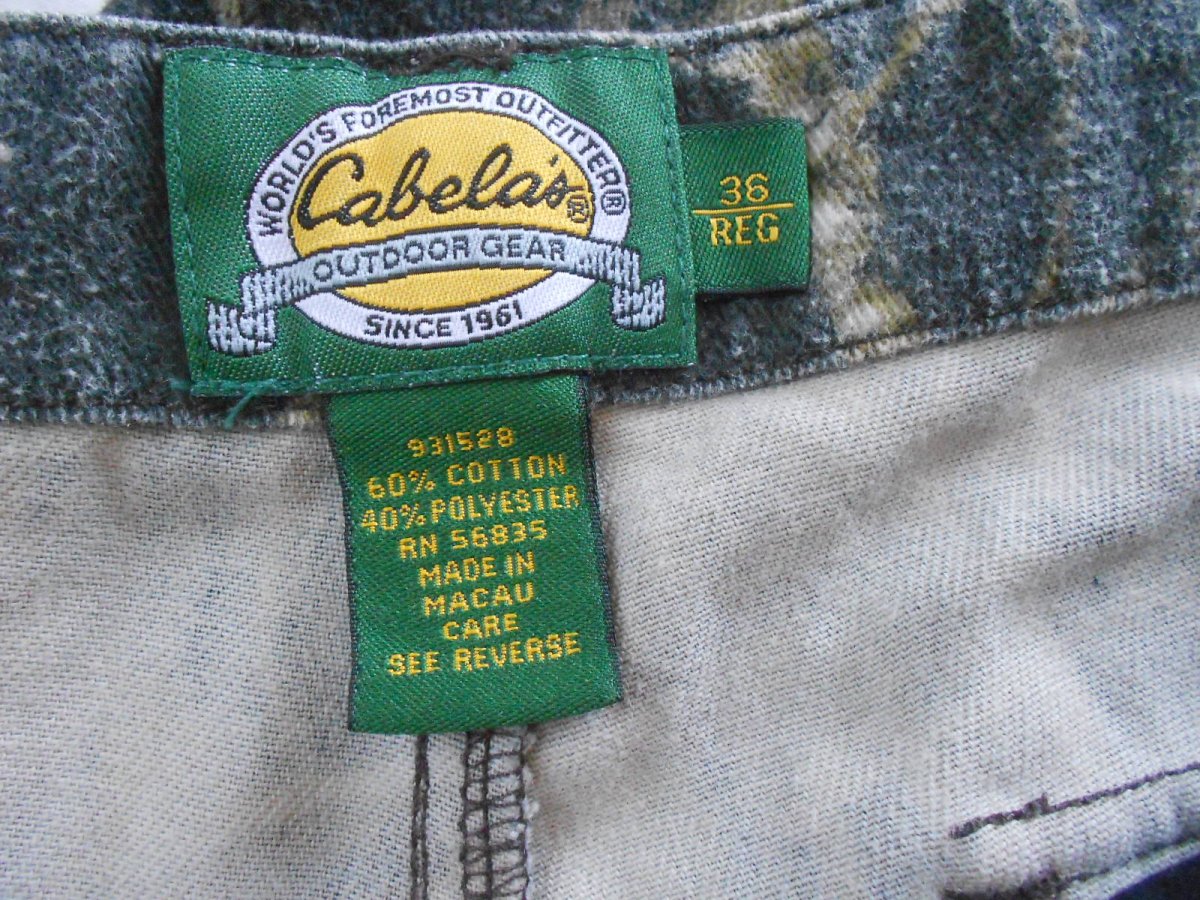 WORLD'S FOREMOST OUTFITTER®
Cabela's®
OUTDOOR GEAR
SINCE 1961
36
REG
931528
60% COTTON
40% POLYESTER
RN 56835
MADE IN
MACAU
CARE
SEE REVERSE